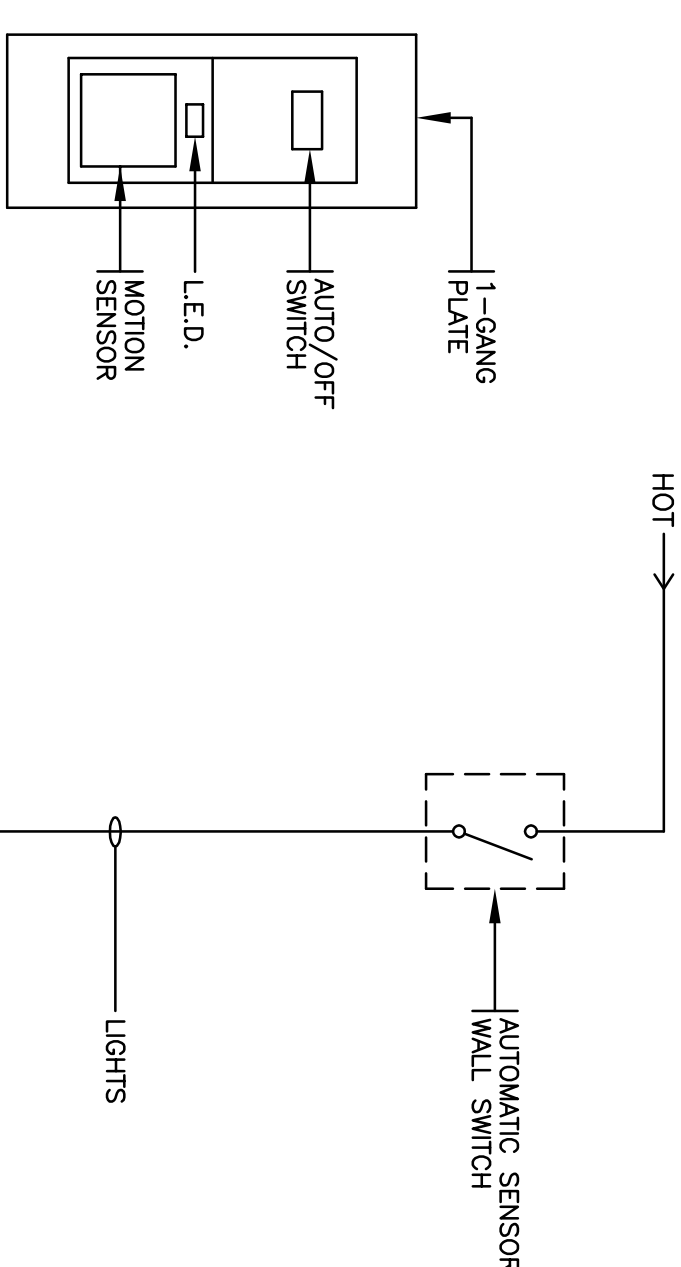 1-GANG
PLATE
AUTO/OFF
SWITCH
L.E.D.
MOTION
SENSOR
HOT
AUTOMATIC SENSOR
WALL SWITCH
LIGHTS